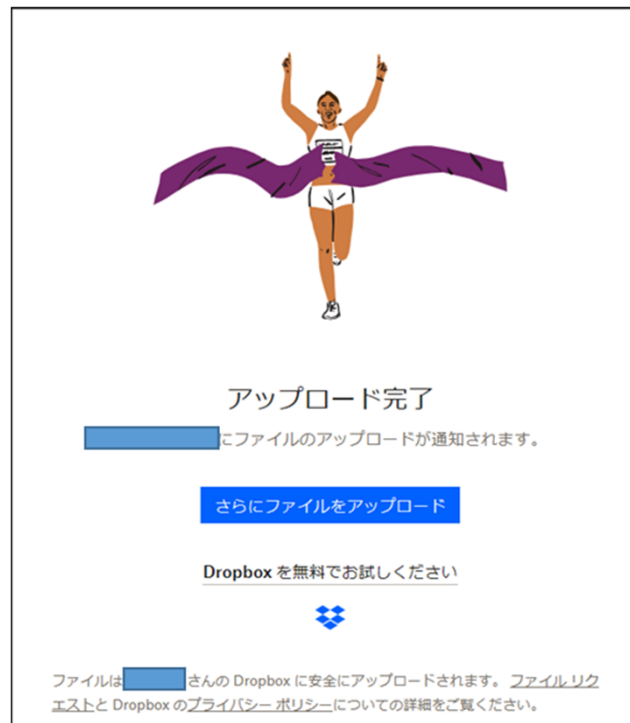 アップロード完了
にファイルのアップロードが通知されます。
さらにファイルをアップロード
Dropbox を無料でお試しください
ファイルは さんの Dropbox に安全にアップロードされます。 ファイル リク
エストと Dropbox のプライバシー ポリシーについての詳細をご覧ください。